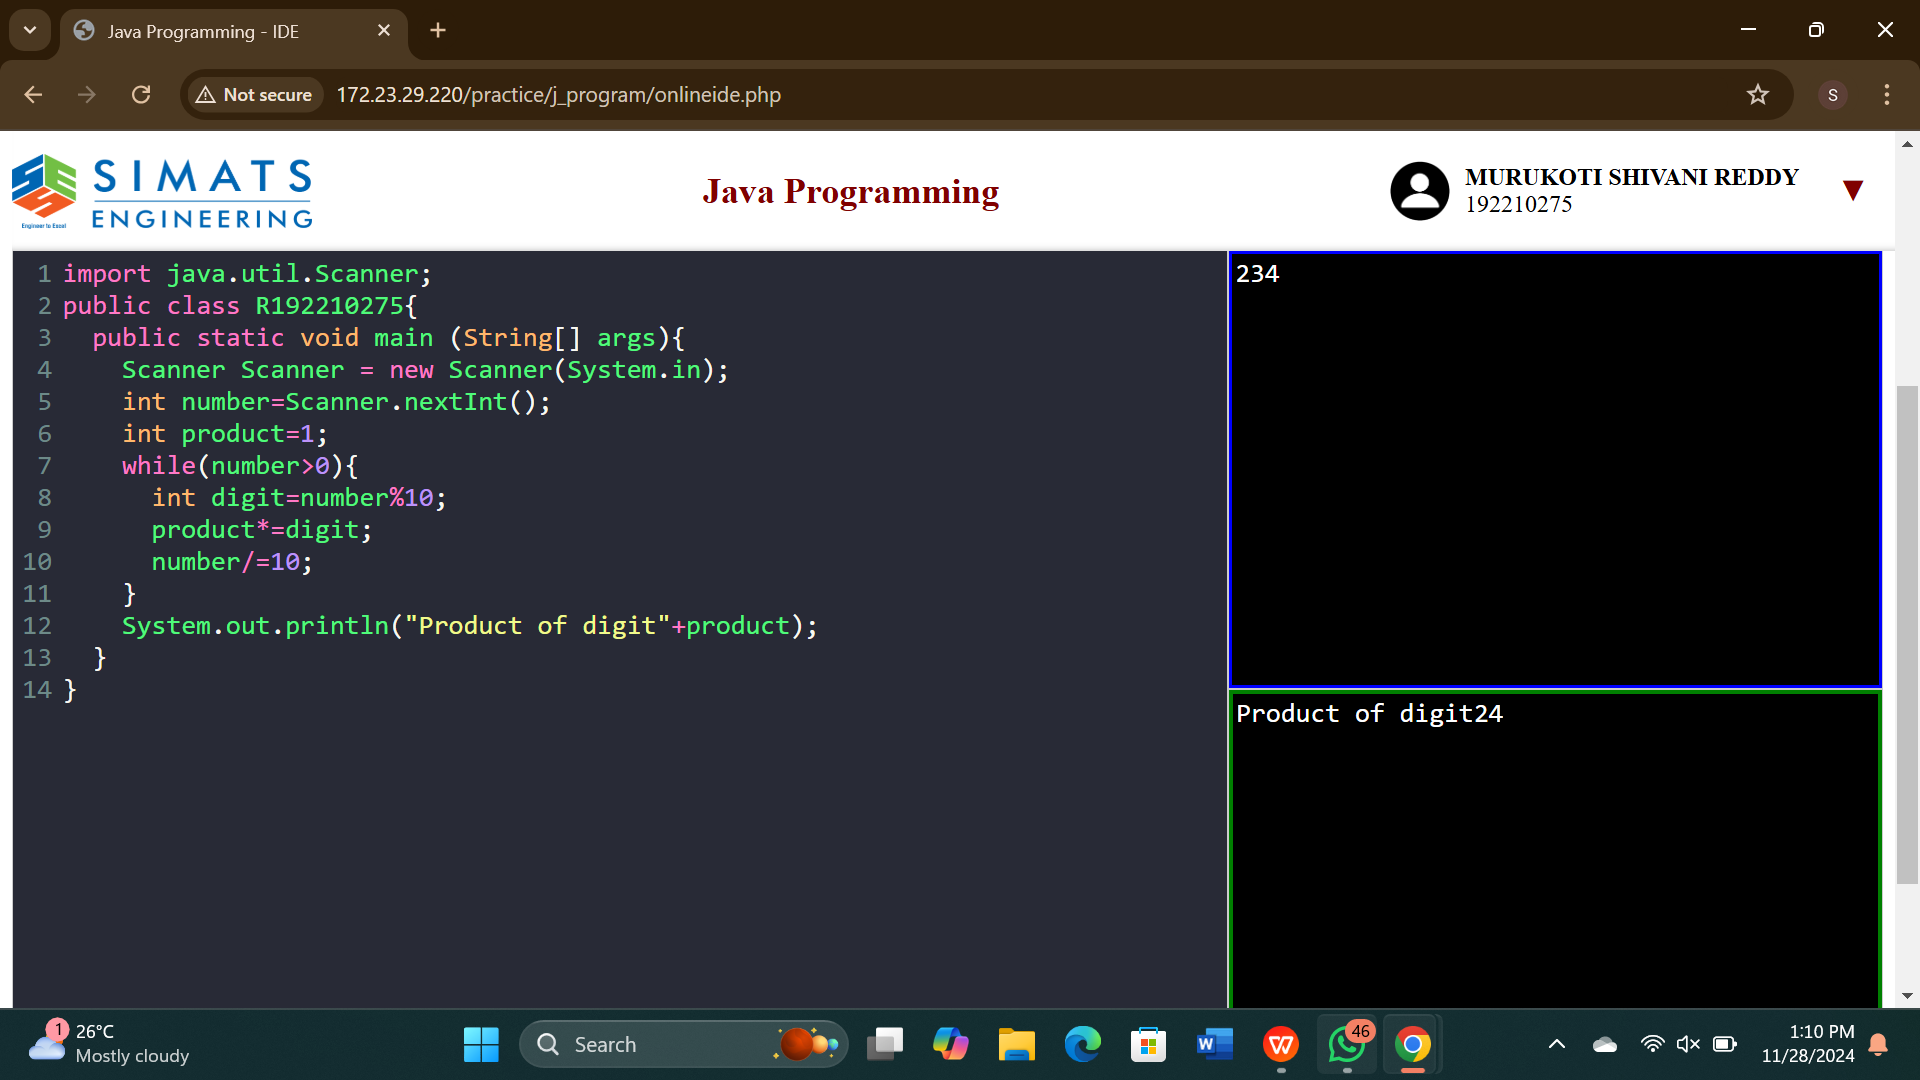 Java Programming - IDE
Not secure
172.23.29.220/practice/j_program/onlineide.php
S
SIMATS
ENGINEERING
Engineer to Excel
Java Programming
MURUKOTI SHIVANI REDDY
192210275
1 import java.util.Scanner;
2 public class R192210275{
3   public static void main (String[] args){
4     Scanner Scanner = new Scanner(System.in);
5     int number=Scanner.nextInt();
6     int product=1;
7     while(number>0){
8       int digit=number%10;
9       product*=digit;
10       number/=10;
11     }
12     System.out.println("Product of digit"+product);
13   }
14 }
234
Product of digit24
1
26°C
Mostly cloudy
Search
W
W
46
1:10 PM
11/28/2024